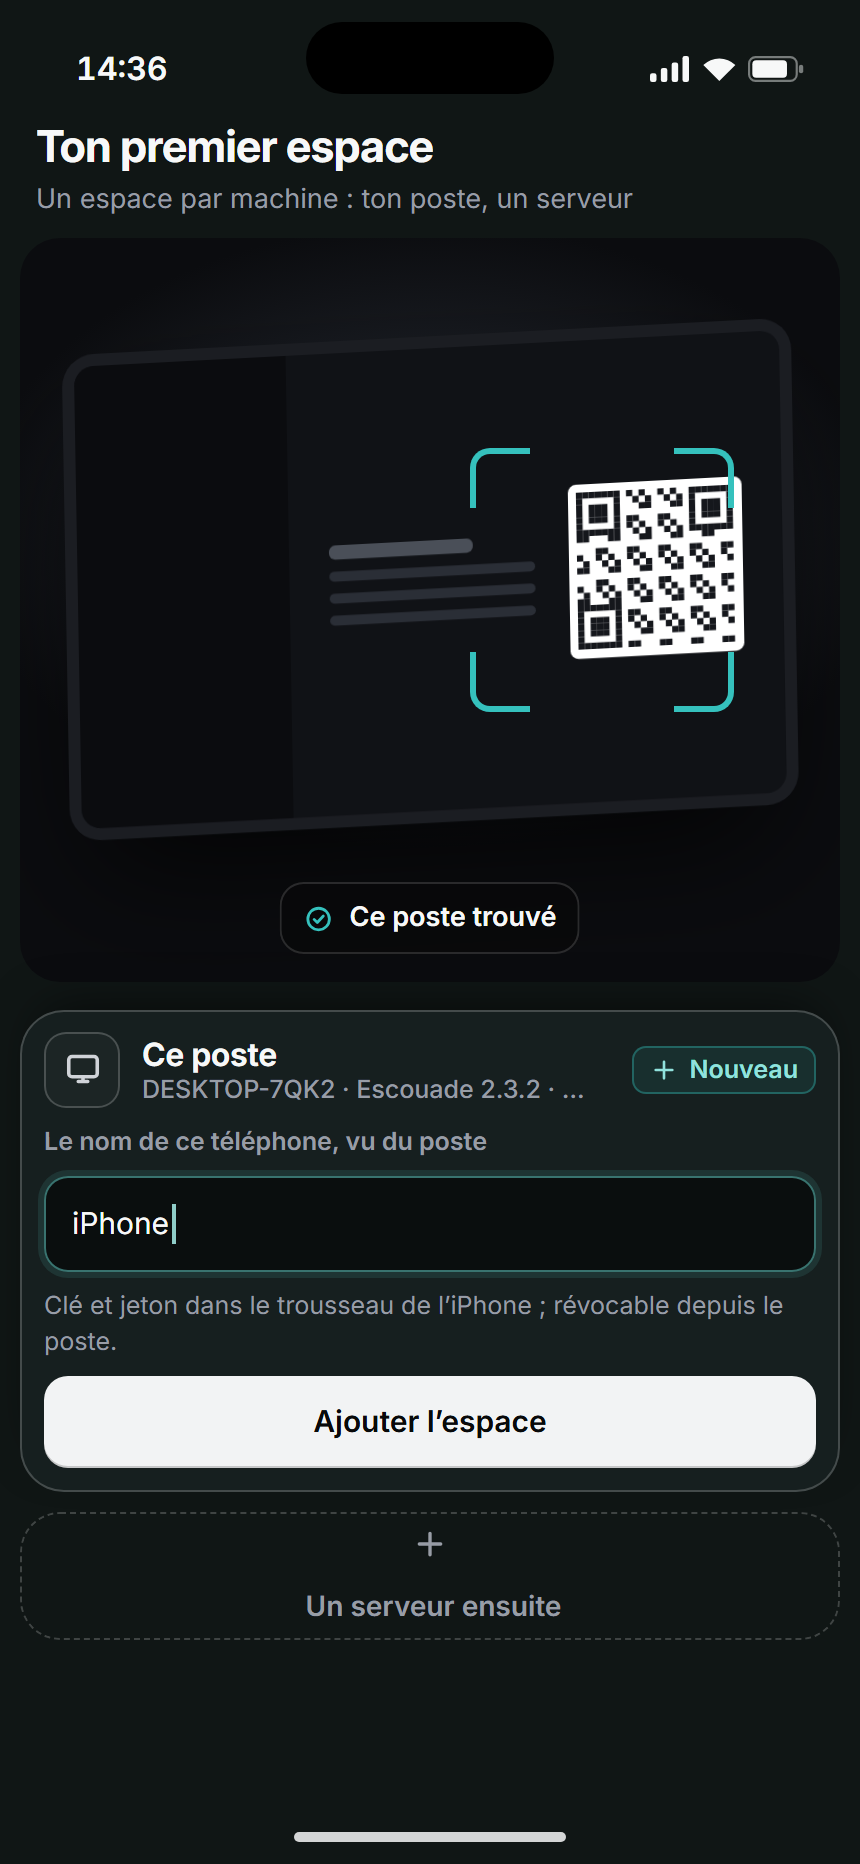 14:36
Ton premier espace
Un espace par machine : ton poste, un serveur
Ce poste trouvé
Ce poste
DESKTOP-7QK2 · Escouade 2.3.2 · ...
Nouveau
Le nom de ce téléphone, vu du poste
iPhone
Clé et jeton dans le trousseau de l’iPhone ; révocable depuis le
poste.
Ajouter l’espace
Un serveur ensuite